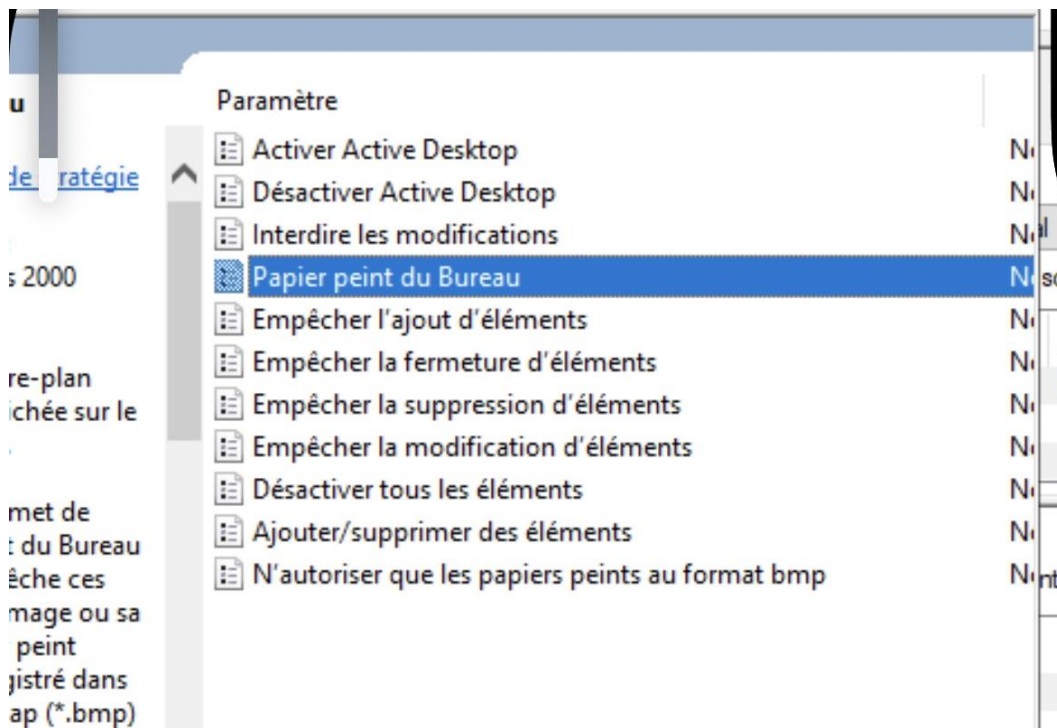 u
Paramètre
de stratégie
s 2000
re-plan
ichée sur le
met de
t du Bureau
êche ces
mage ou sa
peint
gistré dans
ap (*.bmp)
Activer Active Desktop
Désactiver Active Desktop
Interdire les modifications
Papier peint du Bureau
Empêcher l’ajout d’éléments
Empêcher la fermeture d’éléments
Empêcher la suppression d’éléments
Empêcher la modification d’éléments
Désactiver tous les éléments
Ajouter/supprimer des éléments
N’autoriser que les papiers peints au format bmp